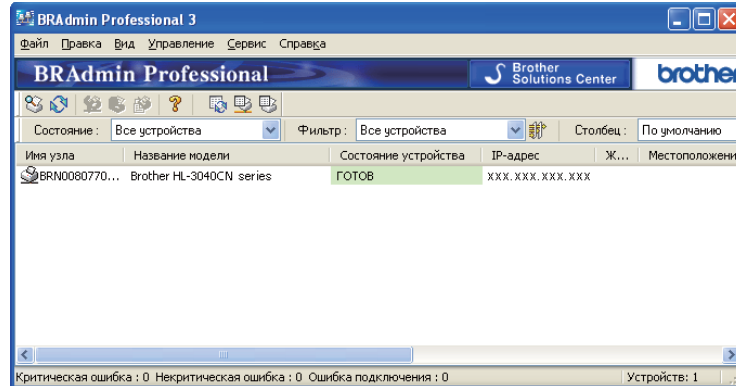 BRAdmin Professional 3
Файл Правка Вид Управление Сервис Справка
BRAdmin Professional Brother Solutions Center brother
Состояние : Все устройства Фильтр : Все устройства Столбец : По умолчанию
Имя узла Название модели Состояние устройства IP-адрес Ж... Местоположени
BRN0080770... Brother HL-3040CN series ГОТОВ XXX.XXX.XXX.XXX
Критическая ошибка : 0 Некритическая ошибка : 0 Ошибка подключения : 0 Устройств: 1